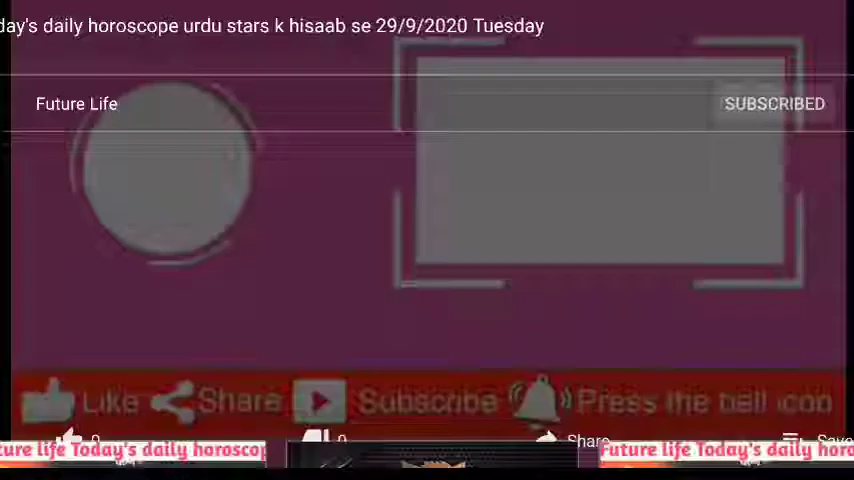 day's daily horoscope urdu stars k hisaab se 29/9/2020 Tuesday
Future Life
SUBSCRIBED
Like Share Subscribe Press the bell icon
0 0 Share Save
ture life Today's daily horoscop
Future life Today's daily horo